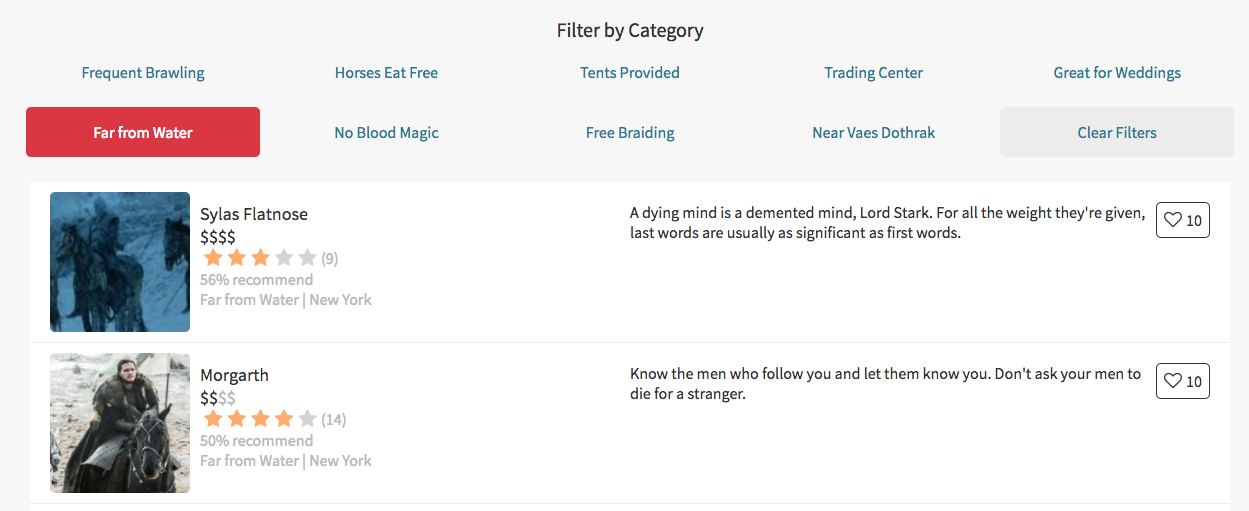 Filter by Category
Frequent Brawling
Horses Eat Free
Tents Provided
Trading Center
Great for Weddings
Far from Water
No Blood Magic
Free Braiding
Near Vaes Dothrak
Clear Filters
Sylas Flatnose
$$$$
(9)
56% recommend
Far from Water | New York
A dying mind is a demented mind, Lord Stark. For all the weight they're given,
last words are usually as significant as first words.
10
Morgarth
$$$$
(14)
50% recommend
Far from Water | New York
Know the men who follow you and let them know you. Don't ask your men to
die for a stranger.
10